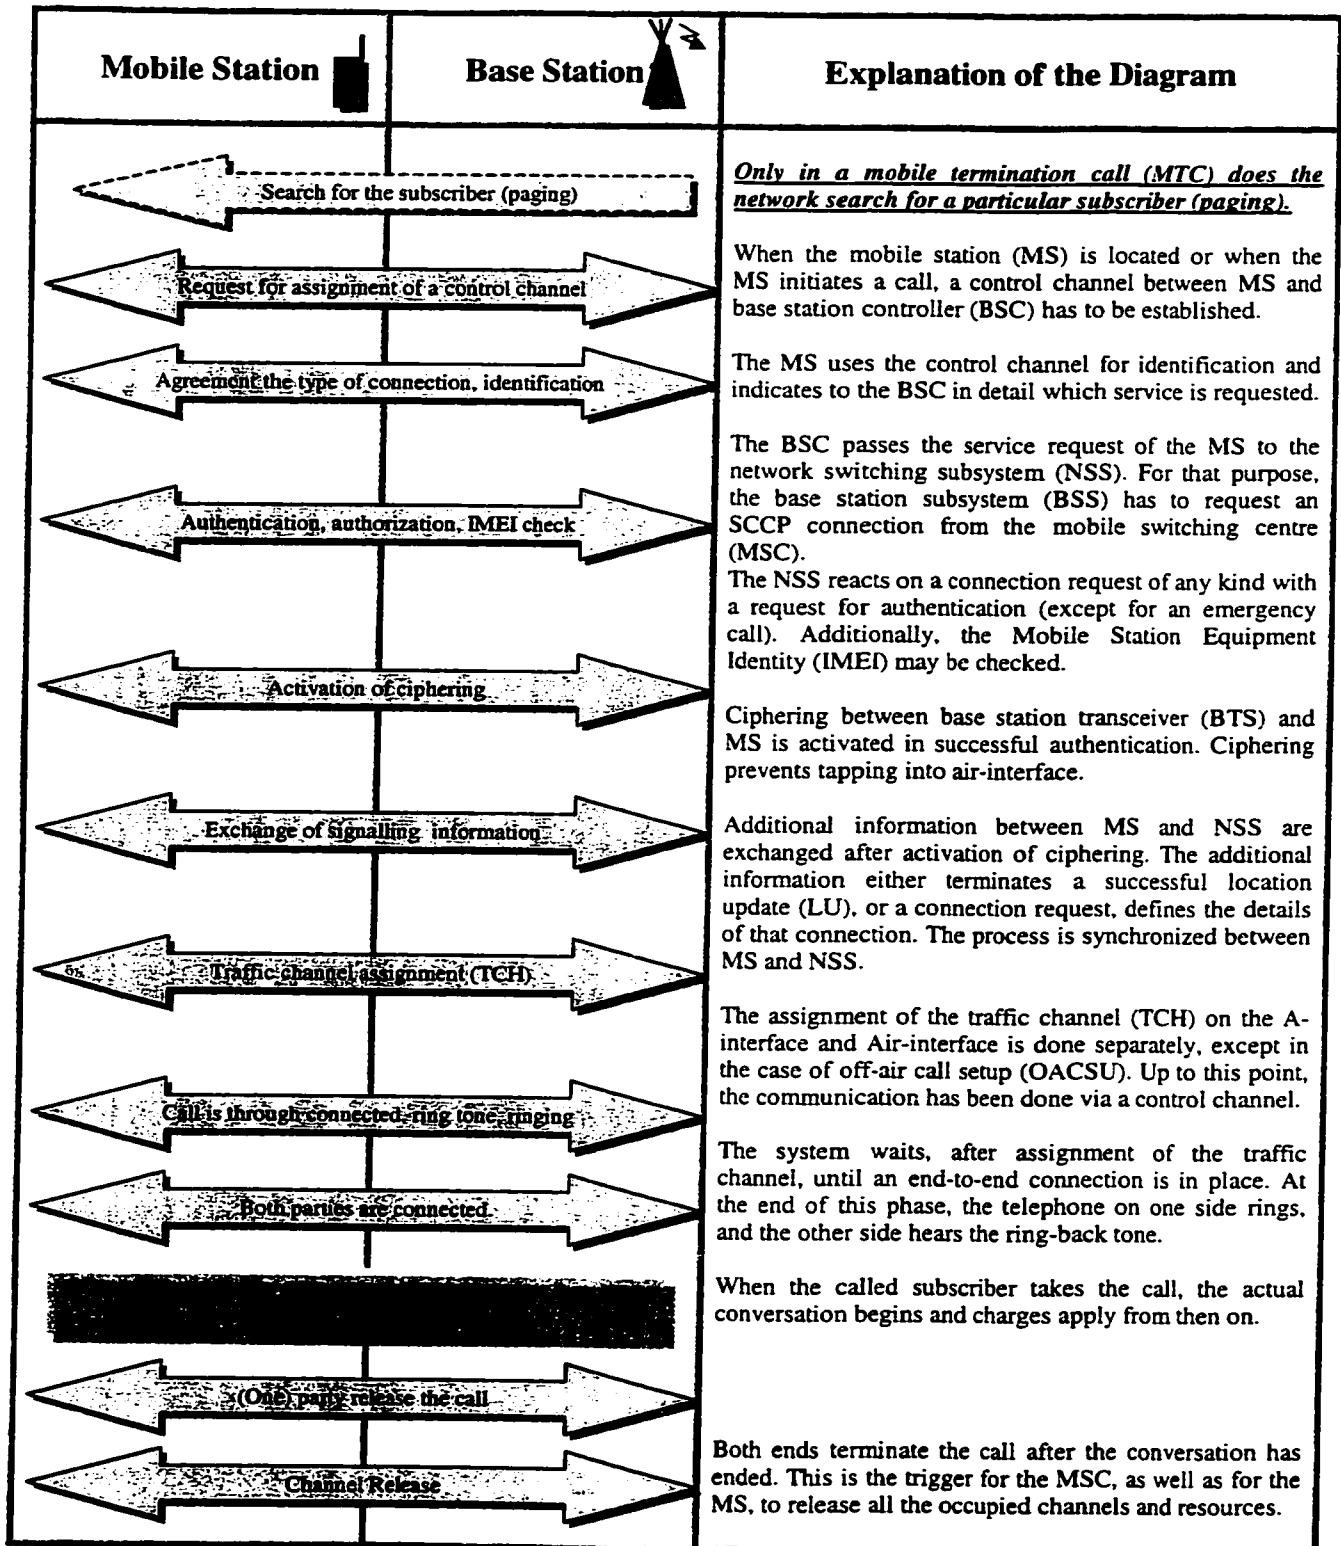 Mobile Station
Base Station
Explanation of the Diagram
Search for the subscriber (paging)
Request for assignment of a control channel
Agreement the type of connection, identification
Authentication, authorization, IMEI check
Activation of ciphering
Exchange of signalling information
Traffic channel assignment (TCH)
Call is through connected, ring tone, ringing
Both parties are connected
(One) party release the call
Channel Release
Only in a mobile termination call (MTC) does the
network search for a particular subscriber (paging).
When the mobile station (MS) is located or when the
MS initiates a call, a control channel between MS and
base station controller (BSC) has to be established.
The MS uses the control channel for identification and
indicates to the BSC in detail which service is requested.
The BSC passes the service request of the MS to the
network switching subsystem (NSS). For that purpose,
the base station subsystem (BSS) has to request an
SCCP connection from the mobile switching centre
(MSC).
The NSS reacts on a connection request of any kind with
a request for authentication (except for an emergency
call). Additionally, the Mobile Station Equipment
Identity (IMEI) may be checked.
Ciphering between base station transceiver (BTS) and
MS is activated in successful authentication. Ciphering
prevents tapping into air-interface.
Additional information between MS and NSS are
exchanged after activation of ciphering. The additional
information either terminates a successful location
update (LU), or a connection request, defines the details
of that connection. The process is synchronized between
MS and NSS.
The assignment of the traffic channel (TCH) on the A-
interface and Air-interface is done separately, except in
the case of off-air call setup (OACSU). Up to this point,
the communication has been done via a control channel.
The system waits, after assignment of the traffic
channel, until an end-to-end connection is in place. At
the end of this phase, the telephone on one side rings,
and the other side hears the ring-back tone.
When the called subscriber takes the call, the actual
conversation begins and charges apply from then on.
Both ends terminate the call after the conversation has
ended. This is the trigger for the MSC, as well as for the
MS, to release all the occupied channels and resources.